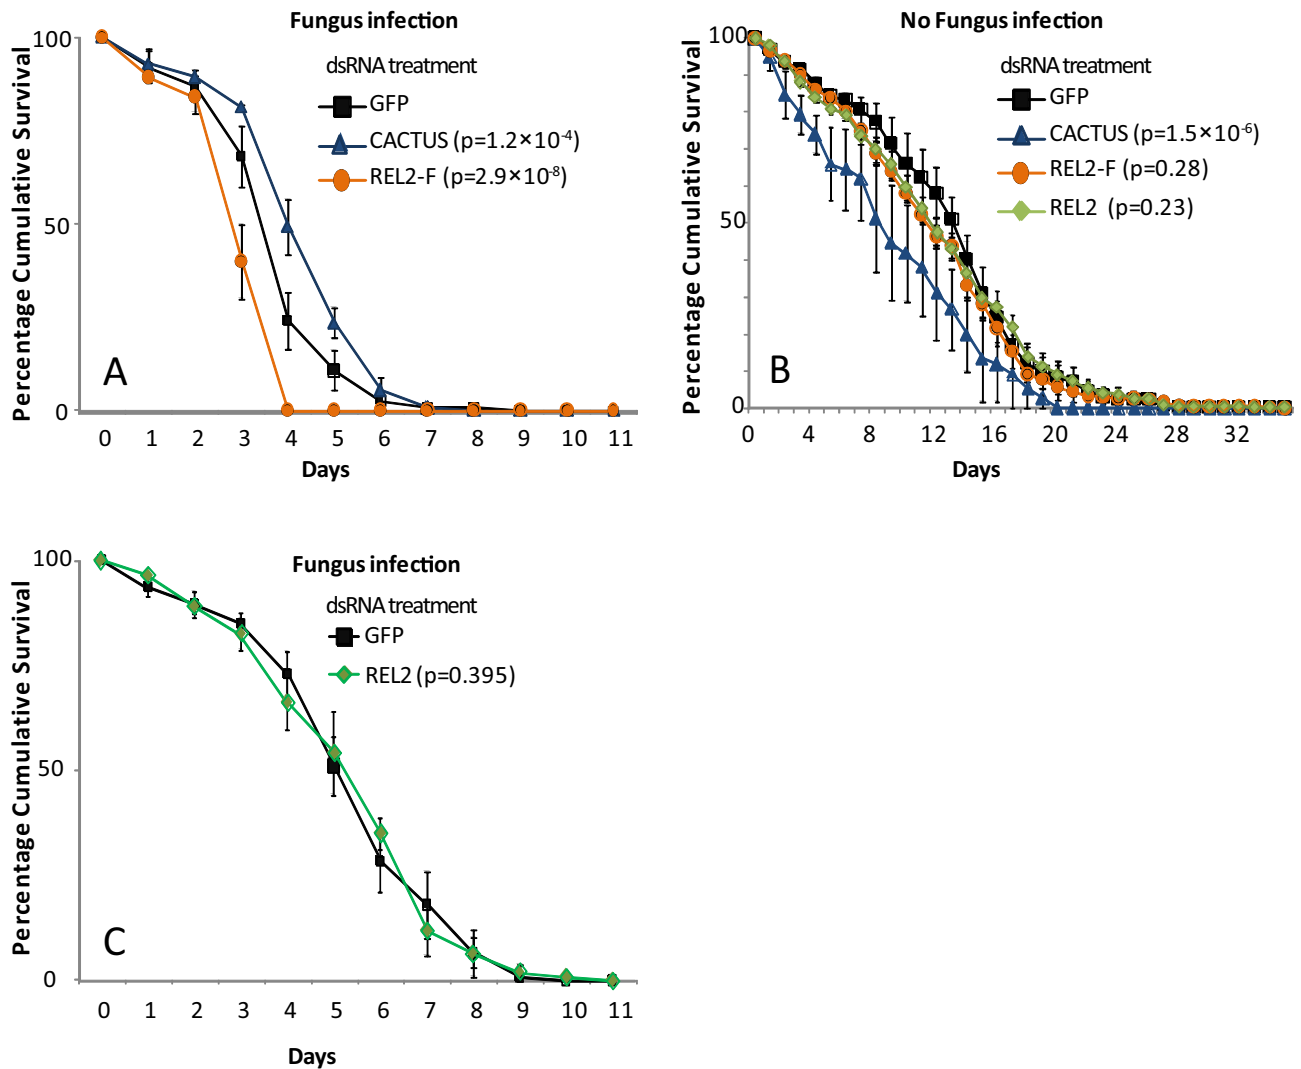 Fungus infection
100
50
0
Percentage Cumulative Survival
dsRNA treatment
GFP
CACTUS (p=1.2×10-4)
REL2-F (p=2.9×10-8)
A
0 1 2 3 4 5 6 7 8 9 10 11
Days
No Fungus infection
100
50
0
Percentage Cumulative Survival
dsRNA treatment
GFP
CACTUS (p=1.5×10-6)
REL2-F (p=0.28)
REL2 (p=0.23)
B
0 4 8 12 16 20 24 28 32
Days
Fungus infection
100
50
0
Percentage Cumulative Survival
dsRNA treatment
GFP
REL2 (p=0.395)
C
0 1 2 3 4 5 6 7 8 9 10 11
Days